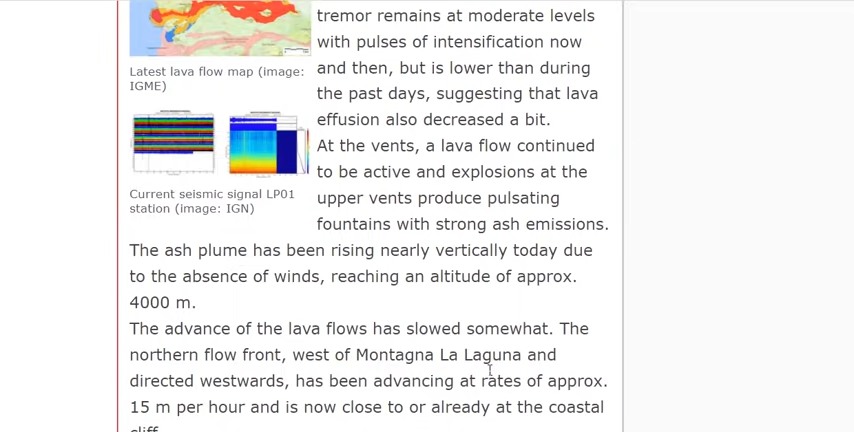 tremor remains at moderate levels
with pulses of intensification now
and then, but is lower than during
the past days, suggesting that lava
effusion also decreased a bit.
Latest lava flow map (image:
IGME)
At the vents, a lava flow continued
to be active and explosions at the
upper vents produce pulsating
fountains with strong ash emissions.
Current seismic signal LP01
station (image: IGN)
The ash plume has been rising nearly vertically today due
to the absence of winds, reaching an altitude of approx.
4000 m.
The advance of the lava flows has slowed somewhat. The
northern flow front, west of Montagna La Laguna and
directed westwards, has been advancing at rates of approx.
15 m per hour and is now close to or already at the coastal
cliff.